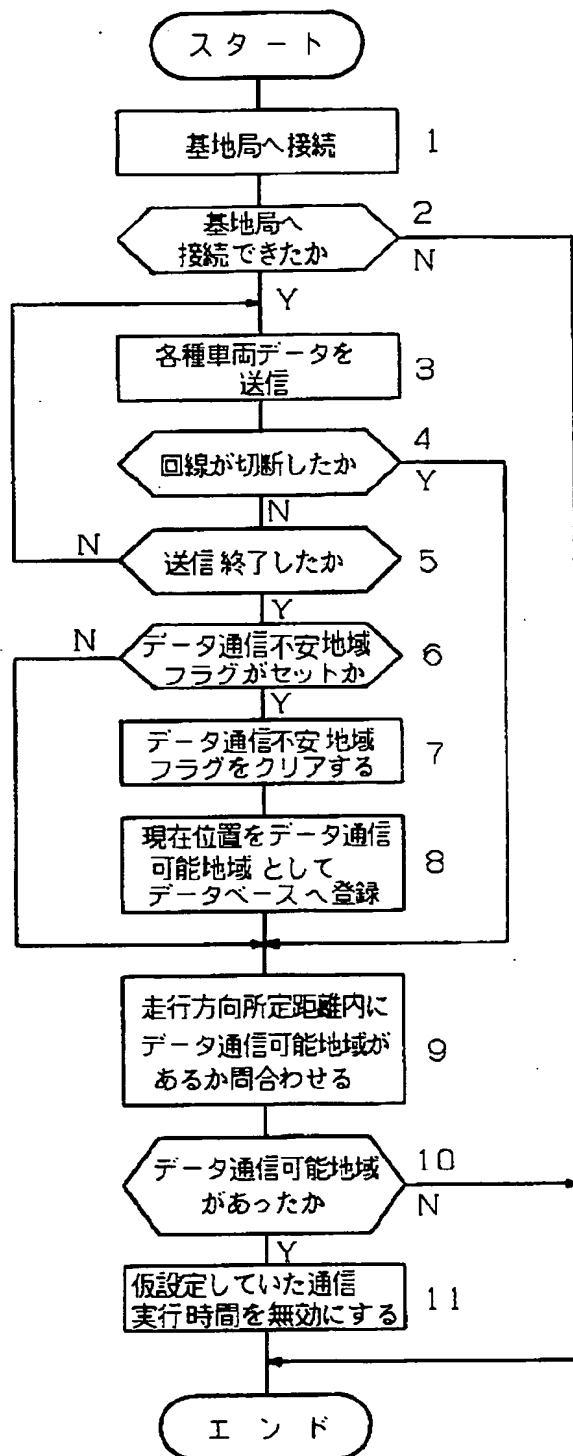 スタート
基地局へ接続
1
基地局へ
接続できたか
2
N
Y
各種車両データを
送信
3
回線が切断したか
4
Y
N
N
送信終了したか
5
Y
N
データ通信不安地域
フラグがセットか
6
Y
データ通信不安地域
フラグをクリアする
7
現在位置をデータ通信
可能地域として
データベースへ登録
8
走行方向所定距離内に
データ通信可能地域が
あるか問合わせる
9
データ通信可能地域
があったか
10
N
Y
仮設定していた通信
実行時間を無効にする
11
エンド